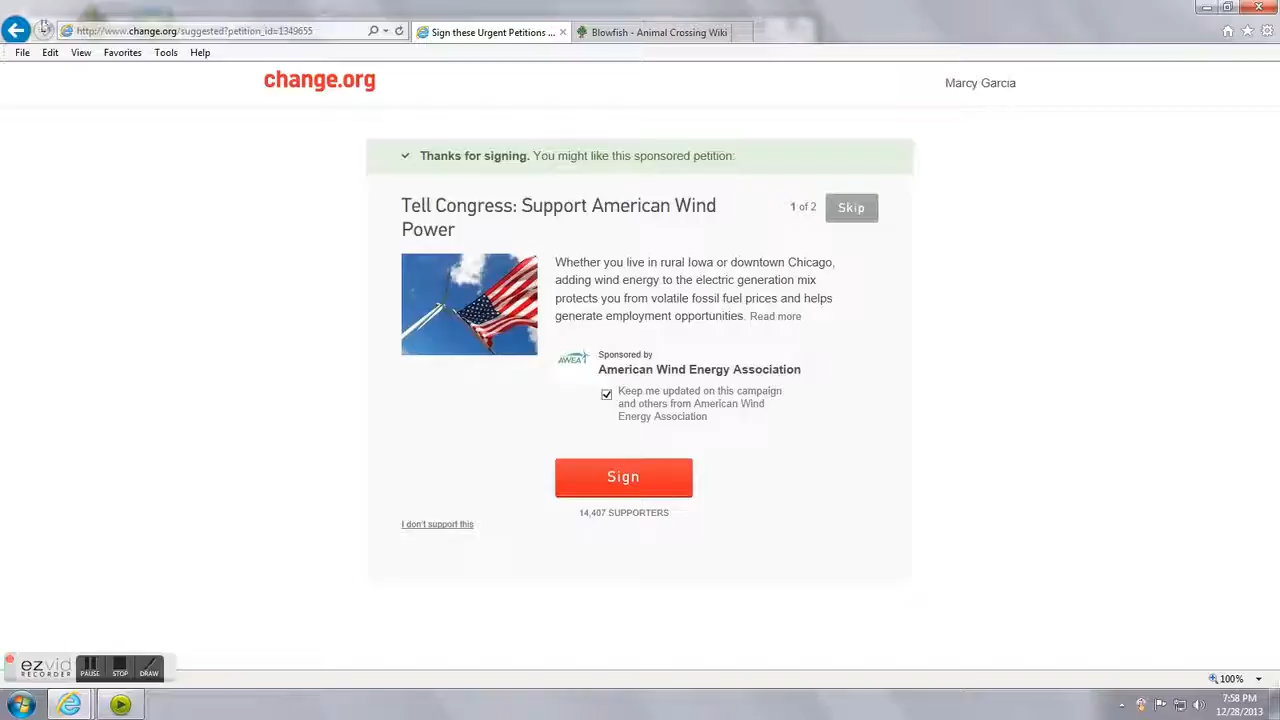 http://www.change.org/suggested?petition_id=1349655
Sign these Urgent Petitions ...
Blowfish - Animal Crossing Wiki
File Edit View Favorites Tools Help
change.org
Marcy Garcia
Thanks for signing. You might like this sponsored petition:
Tell Congress: Support American Wind
Power
1 of 2
Skip
Whether you live in rural Iowa or downtown Chicago,
adding wind energy to the electric generation mix
protects you from volatile fossil fuel prices and helps
generate employment opportunities. Read more
AWEA
Sponsored by
American Wind Energy Association
Keep me updated on this campaign
and others from American Wind
Energy Association
Sign
14,407 SUPPORTERS
I don't support this
ezvid
RECORDER
PAUSE STOP DRAW
100%
7:58 PM
12/28/2013